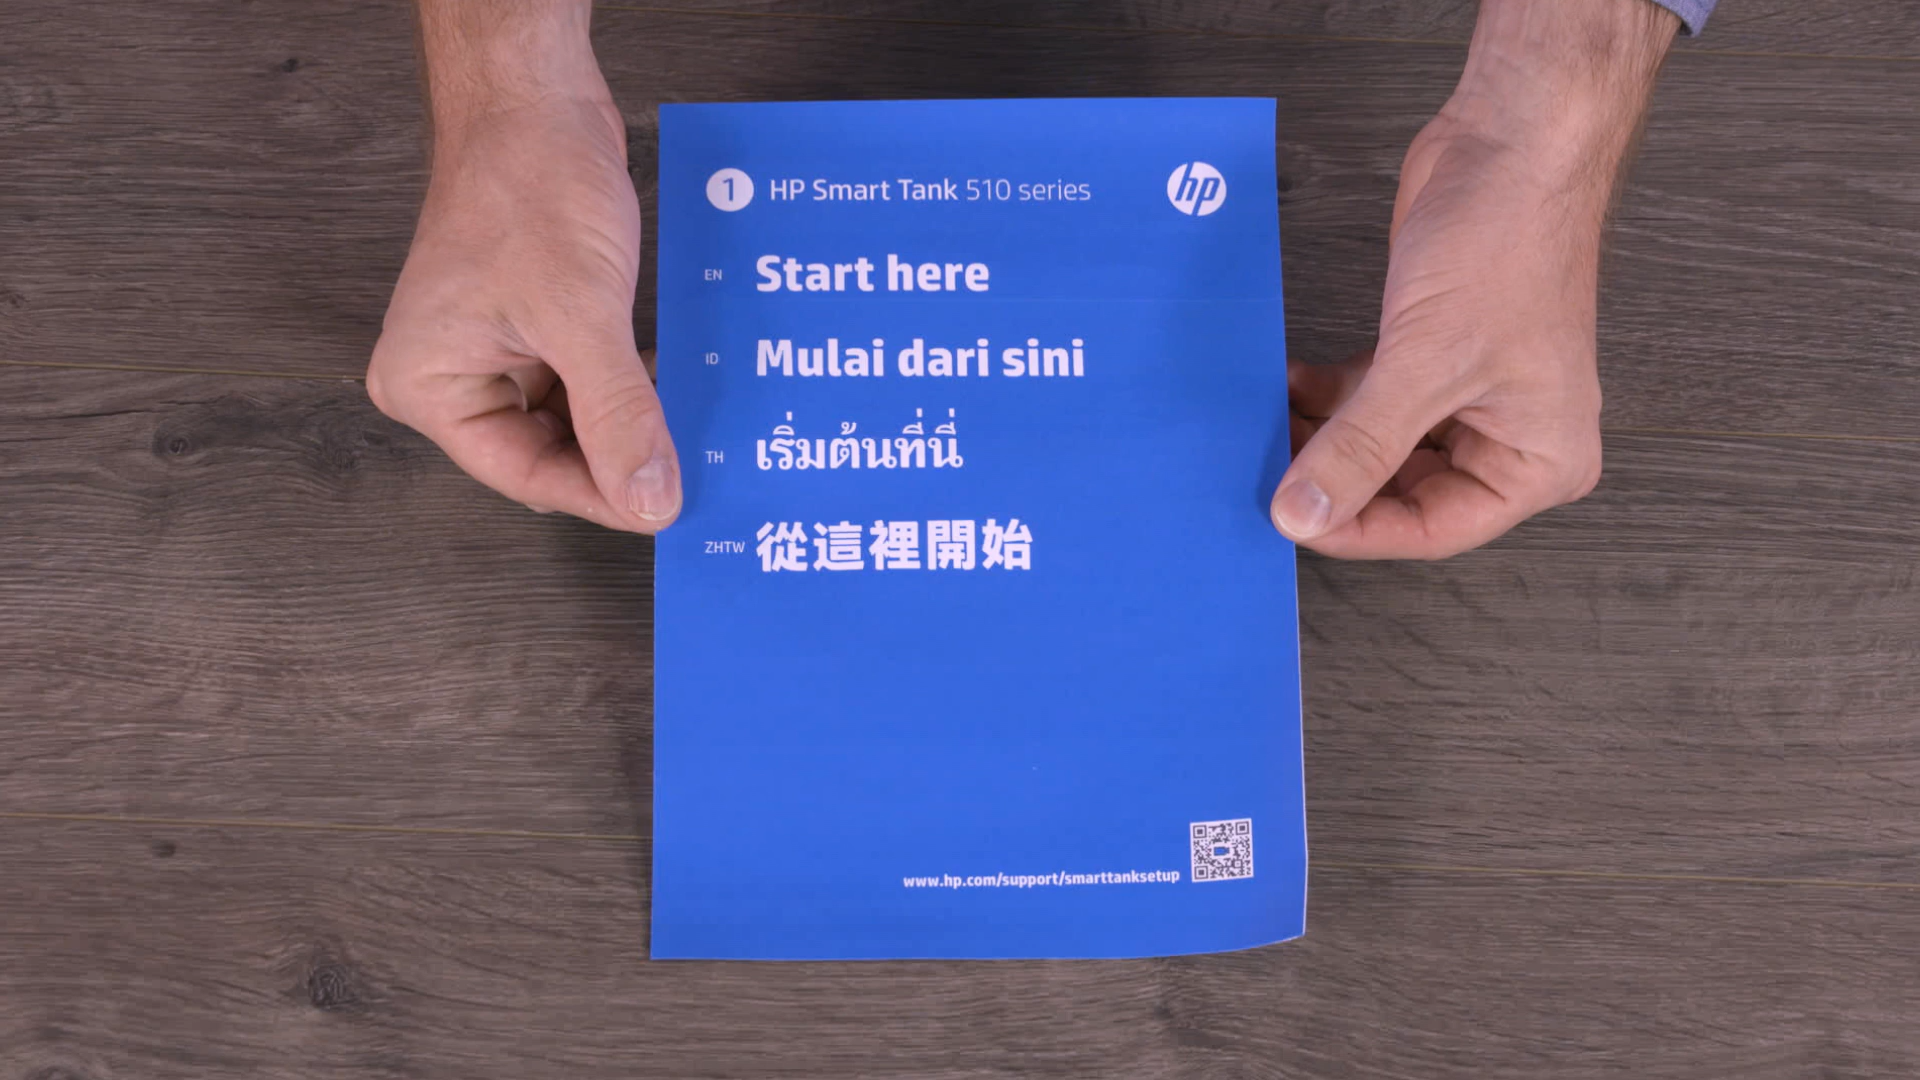 1 HP Smart Tank 510 series hp
EN Start here
ID Mulai dari sini
TH เริ่มต้นที่นี่
ZHTW 從這裡開始
www.hp.com/support/smarttanksetup